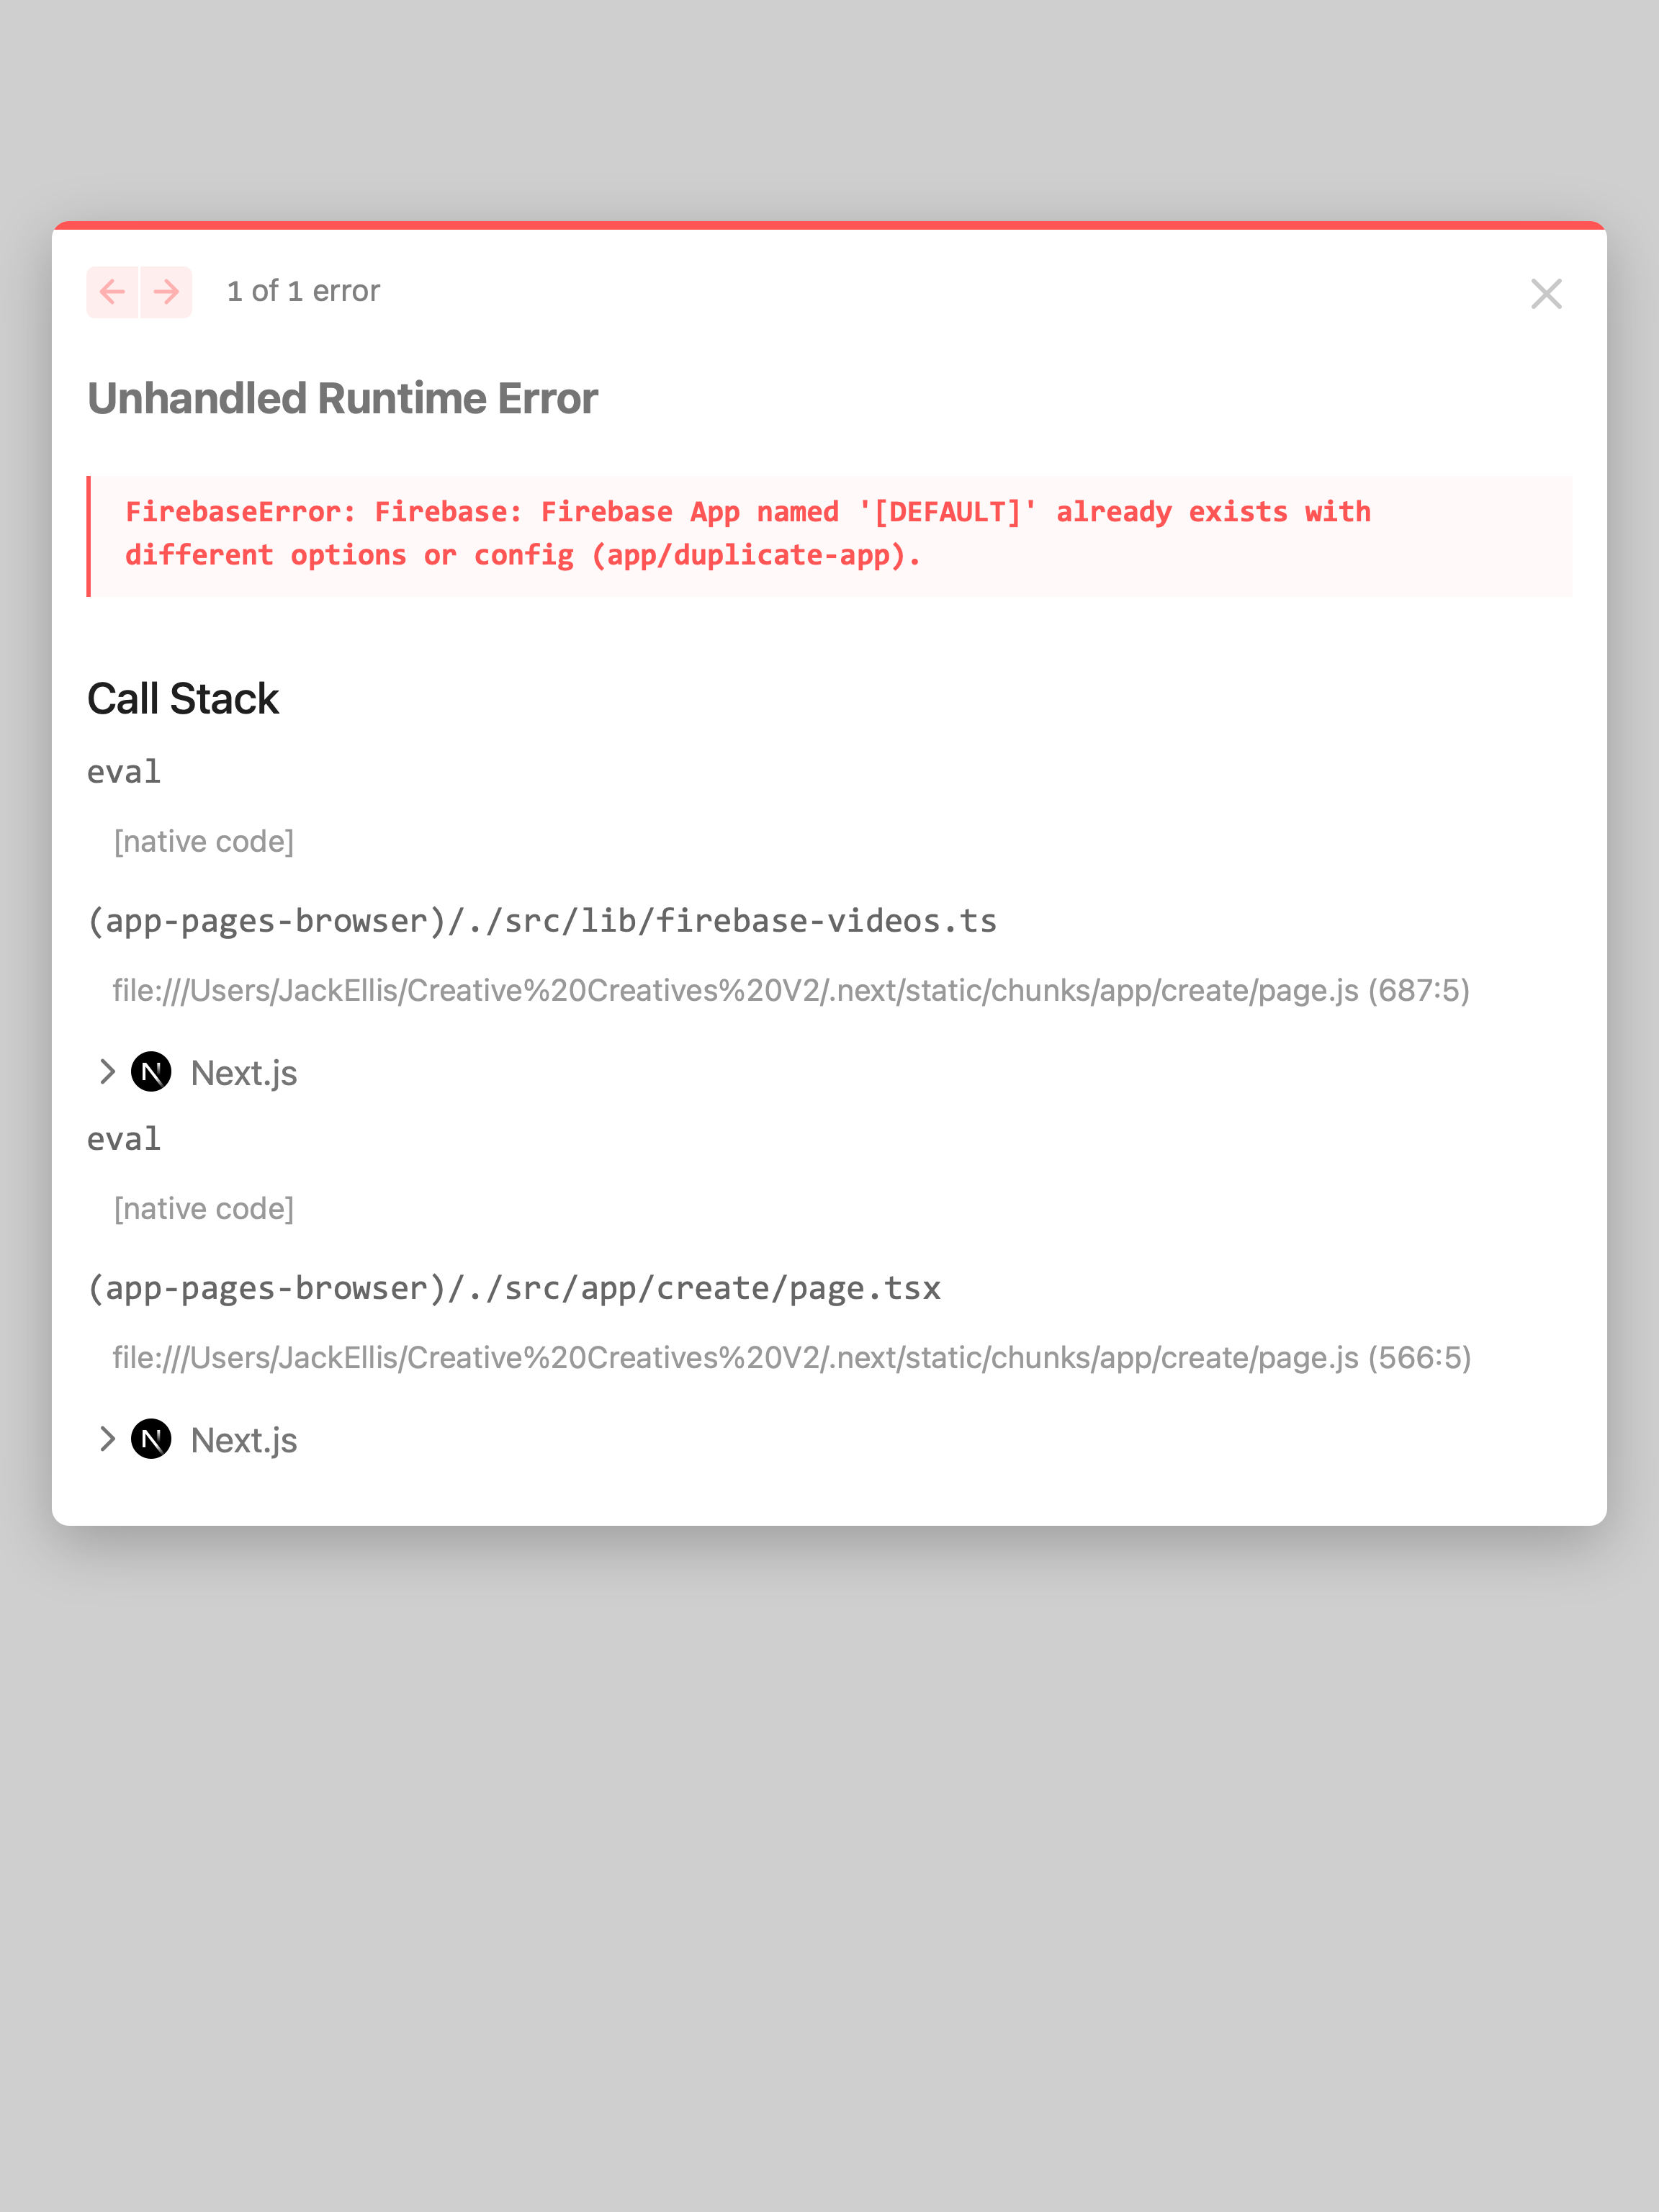 1 of 1 error
Unhandled Runtime Error
FirebaseError: Firebase: Firebase App named '[DEFAULT]' already exists with
different options or config (app/duplicate-app).
Call Stack
eval
[native code]
(app-pages-browser)/./src/lib/firebase-videos.ts
file:///Users/JackEllis/Creative%20Creatives%20V2/.next/static/chunks/app/create/page.js (687:5)
N Next.js
eval
[native code]
(app-pages-browser)/./src/app/create/page.tsx
file:///Users/JackEllis/Creative%20Creatives%20V2/.next/static/chunks/app/create/page.js (566:5)
N Next.js